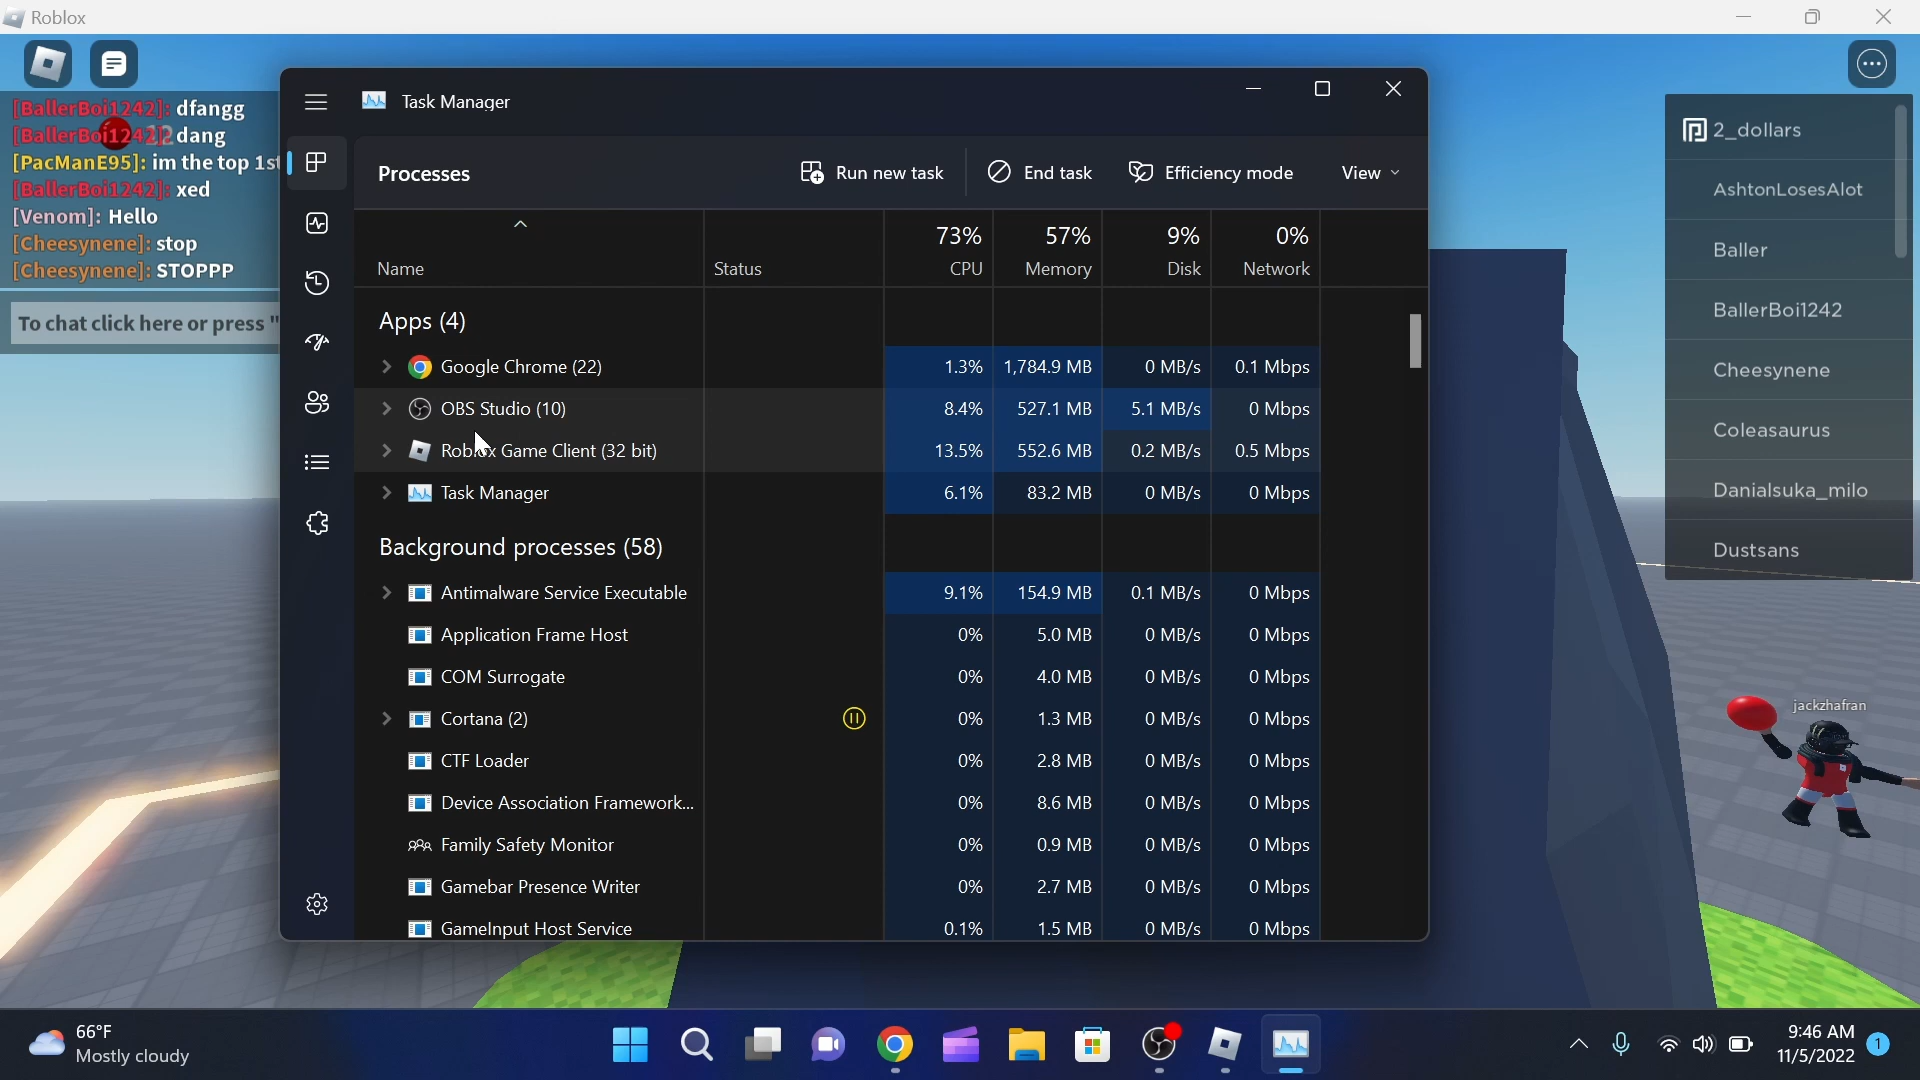 Roblox
[BallerBoi1242]: dfangg
[BallerBoi1242]: dang
[PacManE95]: im the top 1st
[BallerBoi1242]: xed
[Venom]: Hello
[Cheesynene]: stop
[Cheesynene]: STOPPP
To chat click here or press "
Task Manager
Processes
Run new task
End task
Efficiency mode
View
73% 57% 9% 0%
Name Status CPU Memory Disk Network
Apps (4)
Google Chrome (22) 1.3% 1,784.9 MB 0 MB/s 0.1 Mbps
OBS Studio (10) 8.4% 527.1 MB 5.1 MB/s 0 Mbps
Roblox Game Client (32 bit) 13.5% 552.6 MB 0.2 MB/s 0.5 Mbps
Task Manager 6.1% 83.2 MB 0 MB/s 0 Mbps
Background processes (58)
Antimalware Service Executable 9.1% 154.9 MB 0.1 MB/s 0 Mbps
Application Frame Host 0% 5.0 MB 0 MB/s 0 Mbps
COM Surrogate 0% 4.0 MB 0 MB/s 0 Mbps
Cortana (2) 0% 1.3 MB 0 MB/s 0 Mbps
CTF Loader 0% 2.8 MB 0 MB/s 0 Mbps
Device Association Framework... 0% 8.6 MB 0 MB/s 0 Mbps
Family Safety Monitor 0% 0.9 MB 0 MB/s 0 Mbps
Gamebar Presence Writer 0% 2.7 MB 0 MB/s 0 Mbps
GameInput Host Service 0.1% 1.5 MB 0 MB/s 0 Mbps
2_dollars
AshtonLosesAlot
Baller
BallerBoi1242
Cheesynene
Coleasaurus
Danialsuka_milo
Dustsans
jackzhafran
66°F
Mostly cloudy
9:46 AM
11/5/2022
1